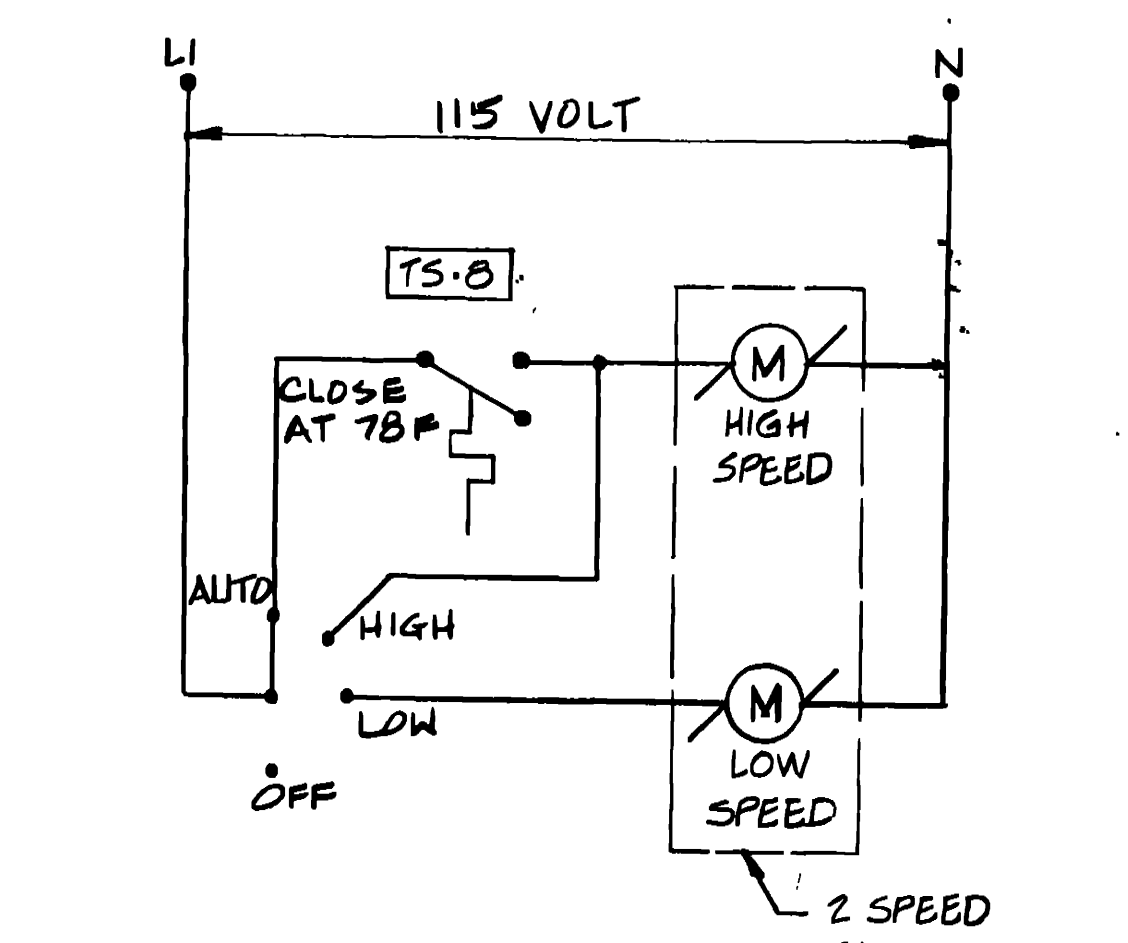 L1
N
115 VOLT
TS-8
CLOSE
AT 78F
M
HIGH
SPEED
AUTO
HIGH
LOW
M
LOW
SPEED
OFF
2 SPEED